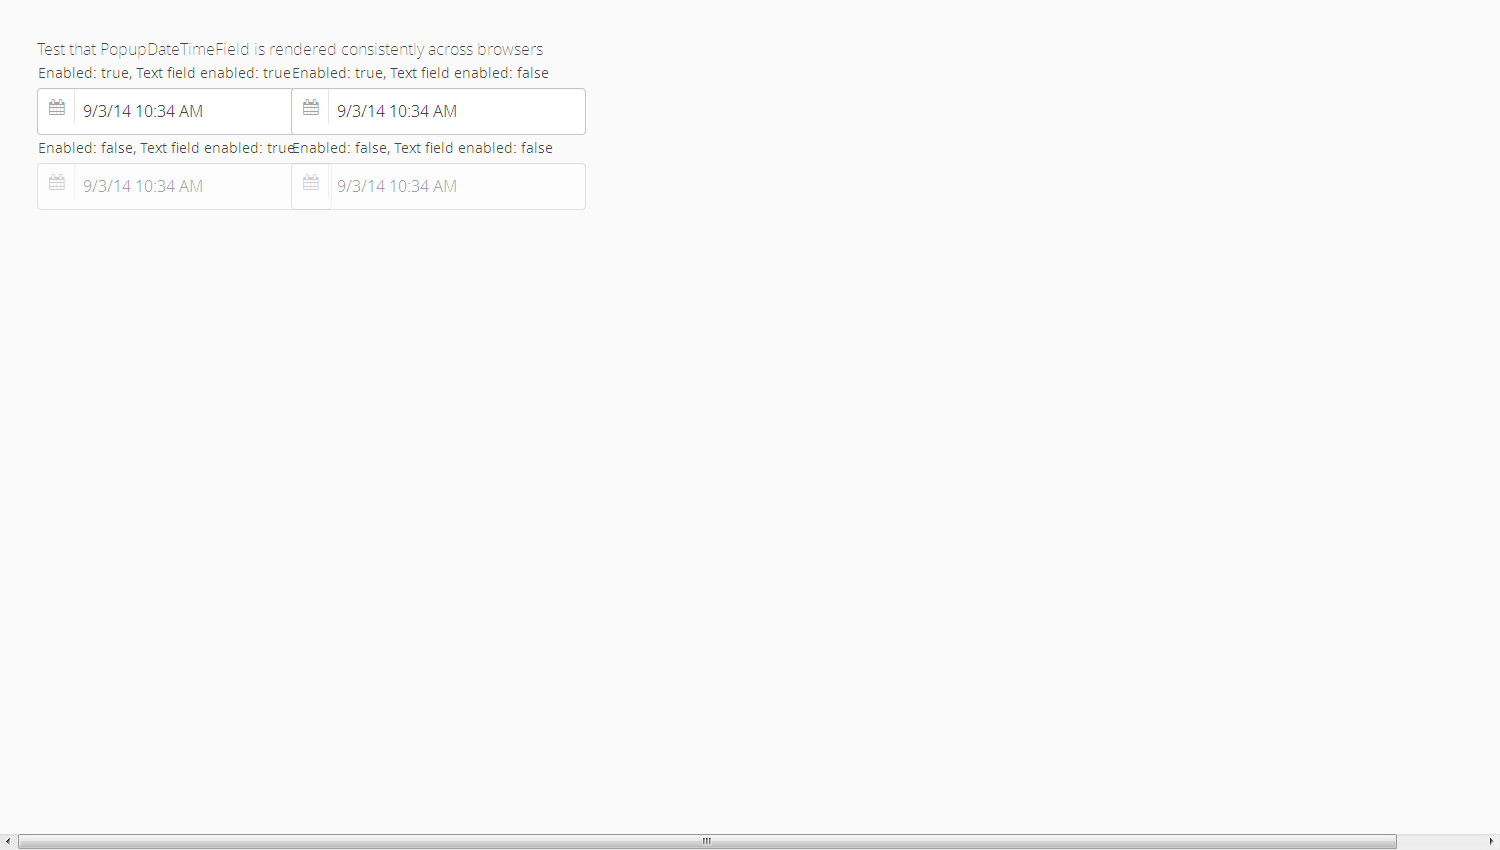 Test that PopupDateTimeField is rendered consistently across browsers
Enabled: true, Text field enabled: true Enabled: true, Text field enabled: false
9/3/14 10:34 AM 9/3/14 10:34 AM
Enabled: false, Text field enabled: true Enabled: false, Text field enabled: false
9/3/14 10:34 AM 9/3/14 10:34 AM